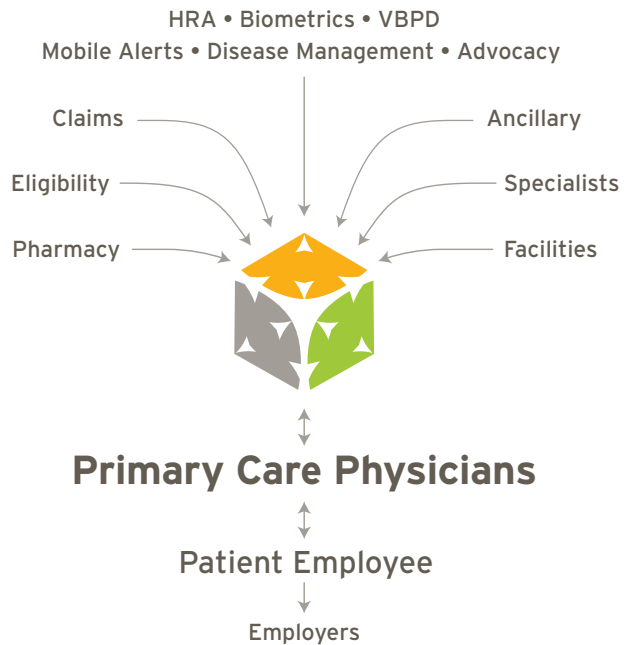 HRA • Biometrics • VBPD
Mobile Alerts • Disease Management • Advocacy
Claims
Ancillary
Eligibility
Specialists
Pharmacy
Facilities
Primary Care Physicians
Patient Employee
Employers